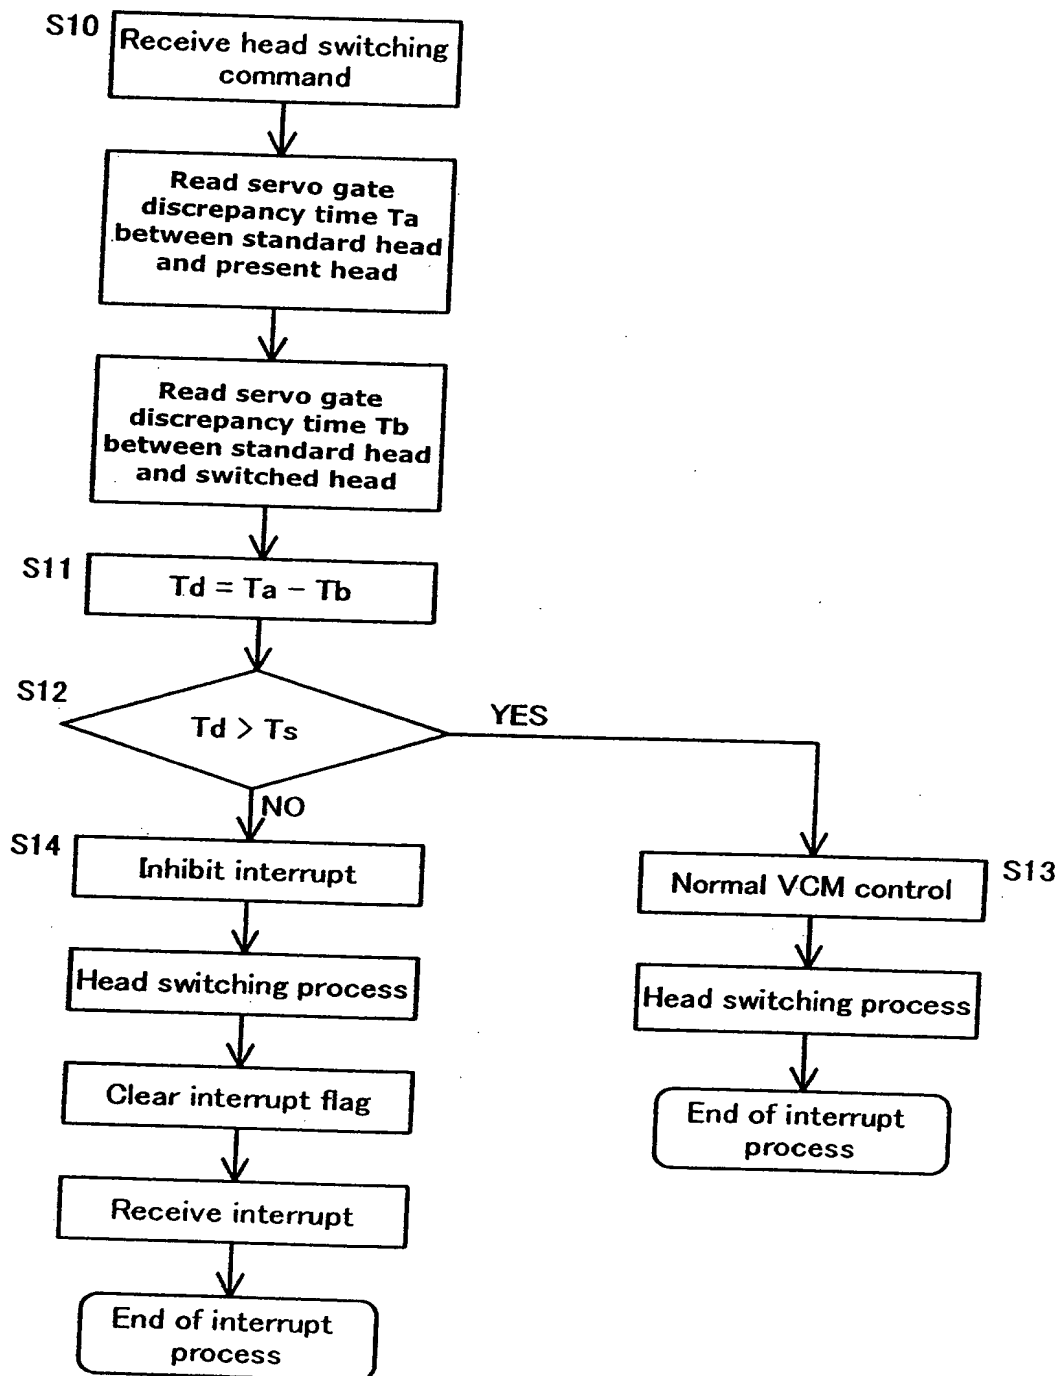 S10
Receive head switching
command
Read servo gate
discrepancy time Ta
between standard head
and present head
Read servo gate
discrepancy time Tb
between standard head
and switched head
S11
Td = Ta − Tb
S12
Td > Ts
YES
NO
S14
Inhibit interrupt
Normal VCM control
S13
Head switching process
Head switching process
Clear interrupt flag
End of interrupt
process
Receive interrupt
End of interrupt
process